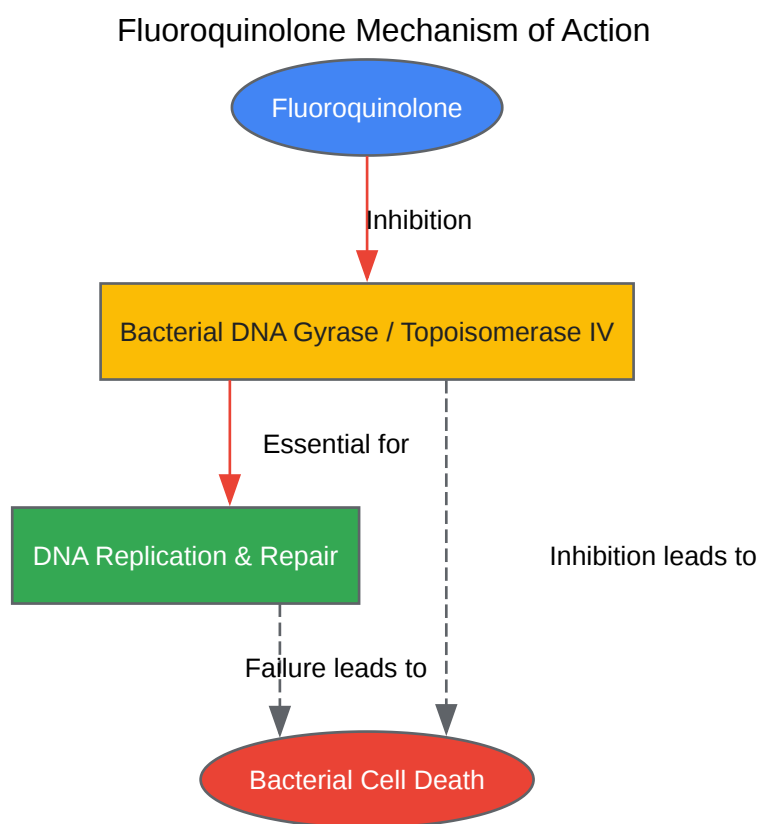 Fluoroquinolone Mechanism of Action
Fluoroquinolone
Inhibition
Bacterial DNA Gyrase / Topoisomerase IV
Essential for
DNA Replication & Repair
Inhibition leads to
Failure leads to
Bacterial Cell Death